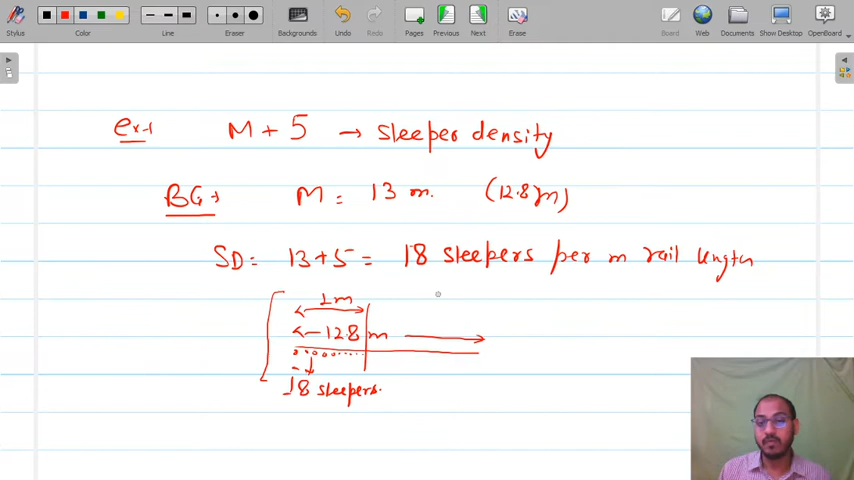 Stylus Color Line Eraser Backgrounds Undo Redo Pages Previous Next Erase Board Web Documents Show Desktop OpenBoard
Ex-1 M + 5 → sleeper density
BG→ M = 13 m. (12.8m)
SD = 13+5 = 18 sleepers per m rail length
1m
12.8 m
18 sleepers.